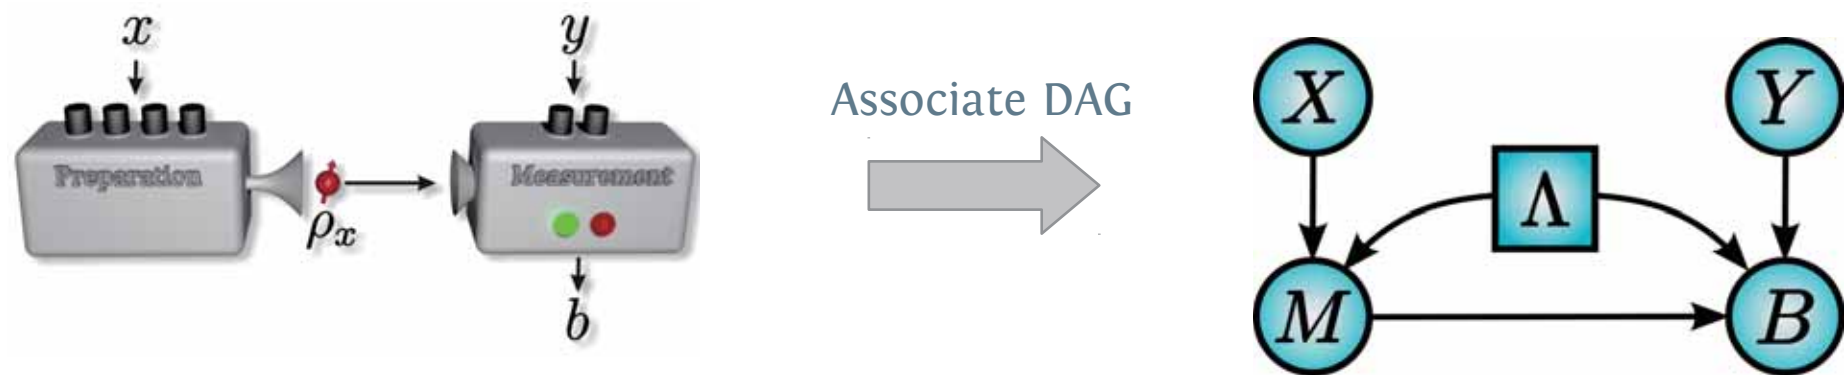 x
y
Preparation
Measurement
ρₓ
b
Associate DAG
X
Y
Λ
M
B